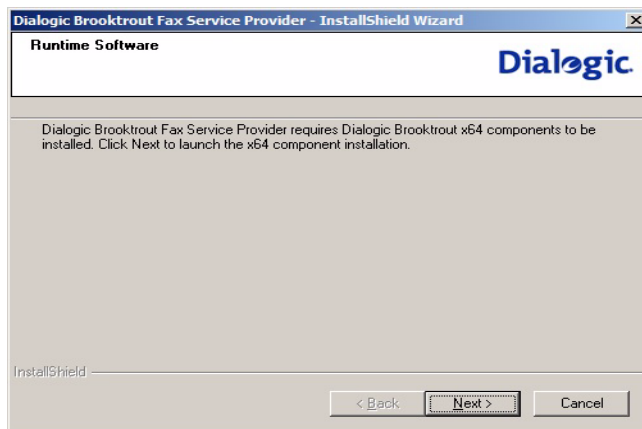 Dialogic Brooktrout Fax Service Provider - InstallShield Wizard
Runtime Software
Dialogic.
Dialogic Brooktrout Fax Service Provider requires Dialogic Brooktrout x64 components to be
installed. Click Next to launch the x64 component installation.
InstallShield
< Back
Next >
Cancel